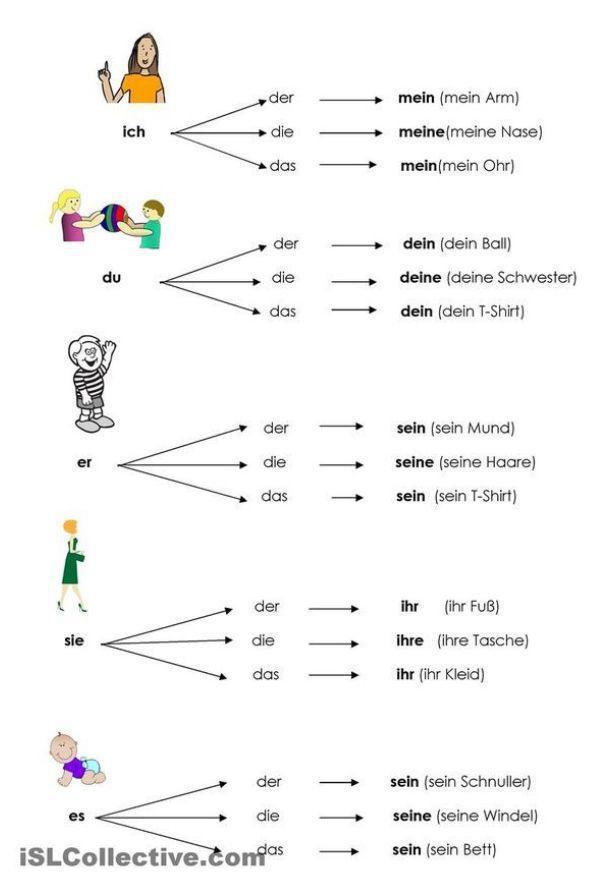 der mein (mein Arm)
ich die meine(meine Nase)
das mein(mein Ohr)
der dein (dein Ball)
du die deine (deine Schwester)
das dein (dein T-Shirt)
der sein (sein Mund)
er die seine (seine Haare)
das sein (sein T-Shirt)
der ihr (ihr Fuß)
sie die ihre (ihre Tasche)
das ihr (ihr Kleid)
der sein (sein Schnuller)
es die seine (seine Windel)
das sein (sein Bett)
iSLCollective.com